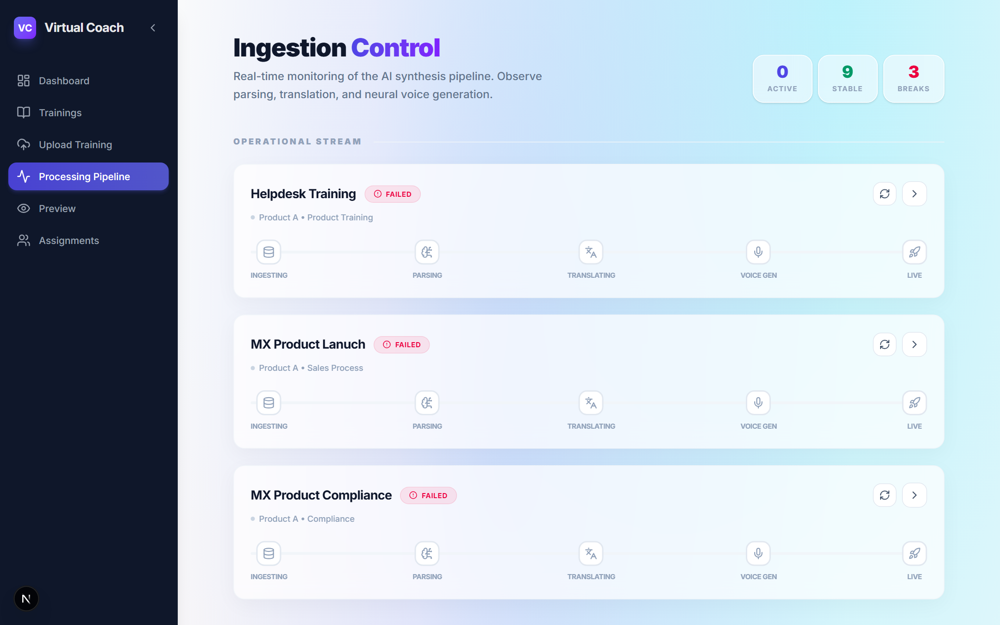 VC
Virtual Coach
Dashboard
Trainings
Upload Training
Processing Pipeline
Preview
Assignments
N
Ingestion Control
Real-time monitoring of the AI synthesis pipeline. Observe
parsing, translation, and neural voice generation.
0
ACTIVE
9
STABLE
3
BREAKS
OPERATIONAL STREAM
Helpdesk Training
FAILED
Product A • Product Training
INGESTING
PARSING
TRANSLATING
VOICE GEN
LIVE
MX Product Lanuch
FAILED
Product A • Sales Process
INGESTING
PARSING
TRANSLATING
VOICE GEN
LIVE
MX Product Compliance
FAILED
Product A • Compliance
INGESTING
PARSING
TRANSLATING
VOICE GEN
LIVE